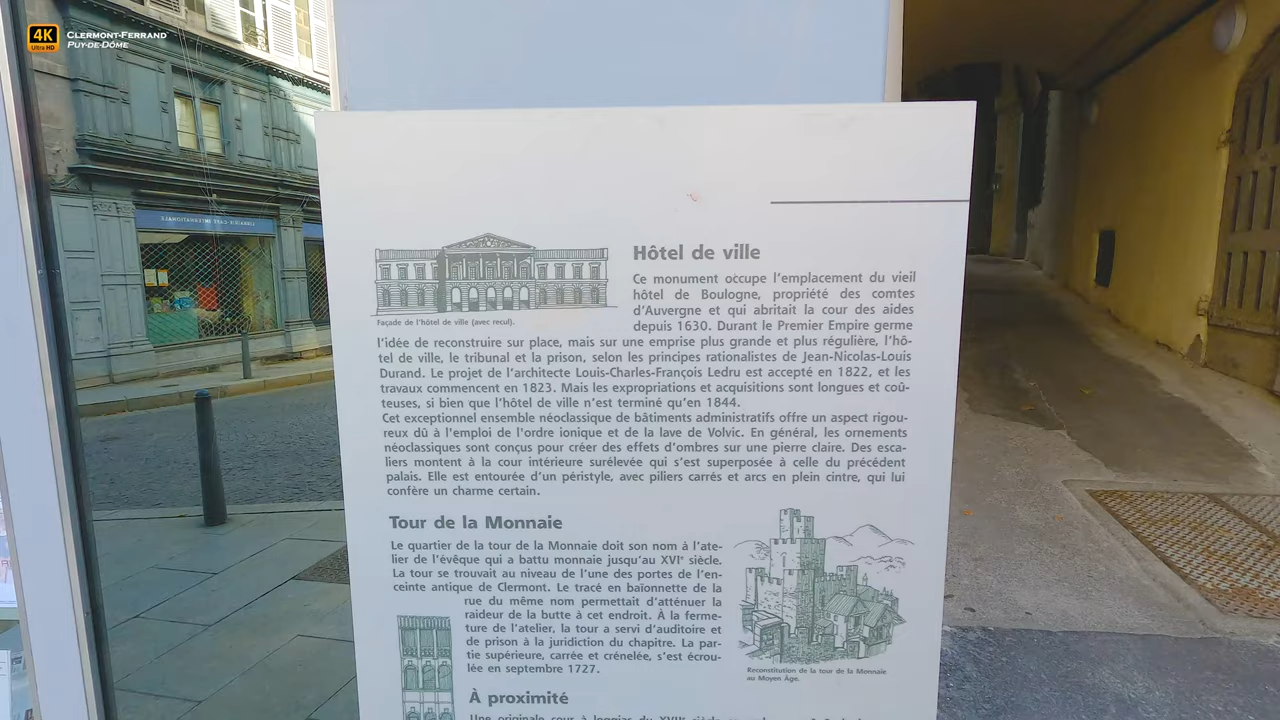 4K
Ultra HD
CLERMONT-FERRAND
PUY-DE-DÔME
LIBRAIRIE-CAFÉ INTERNATIONALE
Hôtel de ville
Ce monument occupe l'emplacement du vieil
hôtel de Boulogne, propriété des comtes
d'Auvergne et qui abritait la cour des aides
depuis 1630. Durant le Premier Empire germe
Façade de l'hôtel de ville (avec recul).
l'idée de reconstruire sur place, mais sur une emprise plus grande et plus régulière, l'hô-
tel de ville, le tribunal et la prison, selon les principes rationalistes de Jean-Nicolas-Louis
Durand. Le projet de l'architecte Louis-Charles-François Ledru est accepté en 1822, et les
travaux commencent en 1823. Mais les expropriations et acquisitions sont longues et coû-
teuses, si bien que l'hôtel de ville n'est terminé qu'en 1844.
Cet exceptionnel ensemble néoclassique de bâtiments administratifs offre un aspect rigou-
reux dû à l'emploi de l'ordre ionique et de la lave de Volvic. En général, les ornements
néoclassiques sont conçus pour créer des effets d'ombres sur une pierre claire. Des esca-
liers montent à la cour intérieure surélevée qui s'est superposée à celle du précédent
palais. Elle est entourée d'un péristyle, avec piliers carrés et arcs en plein cintre, qui lui
confère un charme certain.
Tour de la Monnaie
Le quartier de la tour de la Monnaie doit son nom à l'ate-
lier de l'évêque qui a battu monnaie jusqu'au XVIe siècle.
La tour se trouvait au niveau de l'une des portes de l'en-
ceinte antique de Clermont. Le tracé en baïonnette de la
rue du même nom permettait d'atténuer la
raideur de la butte à cet endroit. À la ferme-
ture de l'atelier, la tour a servi d'auditoire et
de prison à la juridiction du chapitre. La par-
tie supérieure, carrée et crénelée, s'est écrou-
lée en septembre 1727.
Reconstitution de la tour de la Monnaie
au Moyen Âge.
À proximité
Une originale cour à loggias du XVIIe siècle